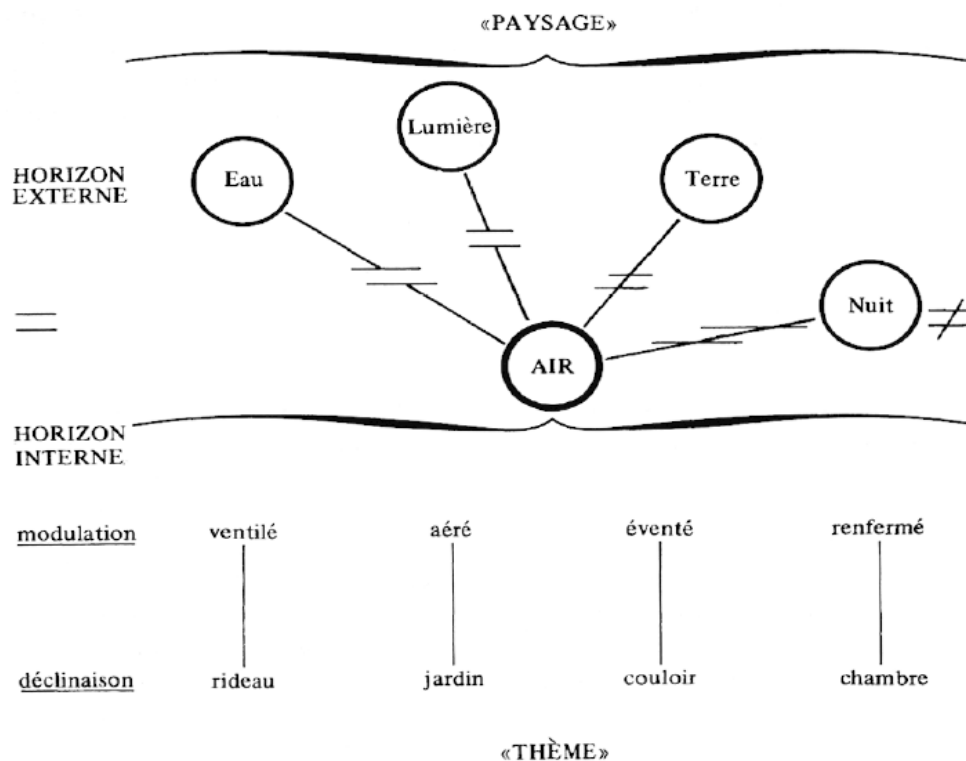 «PAYSAGE»
Lumière
Eau
Terre
HORIZON
EXTERNE
=
Nuit
≠
AIR
HORIZON
INTERNE
modulation ventilé aéré éventé renfermé
déclinaison rideau jardin couloir chambre
«THÈME»